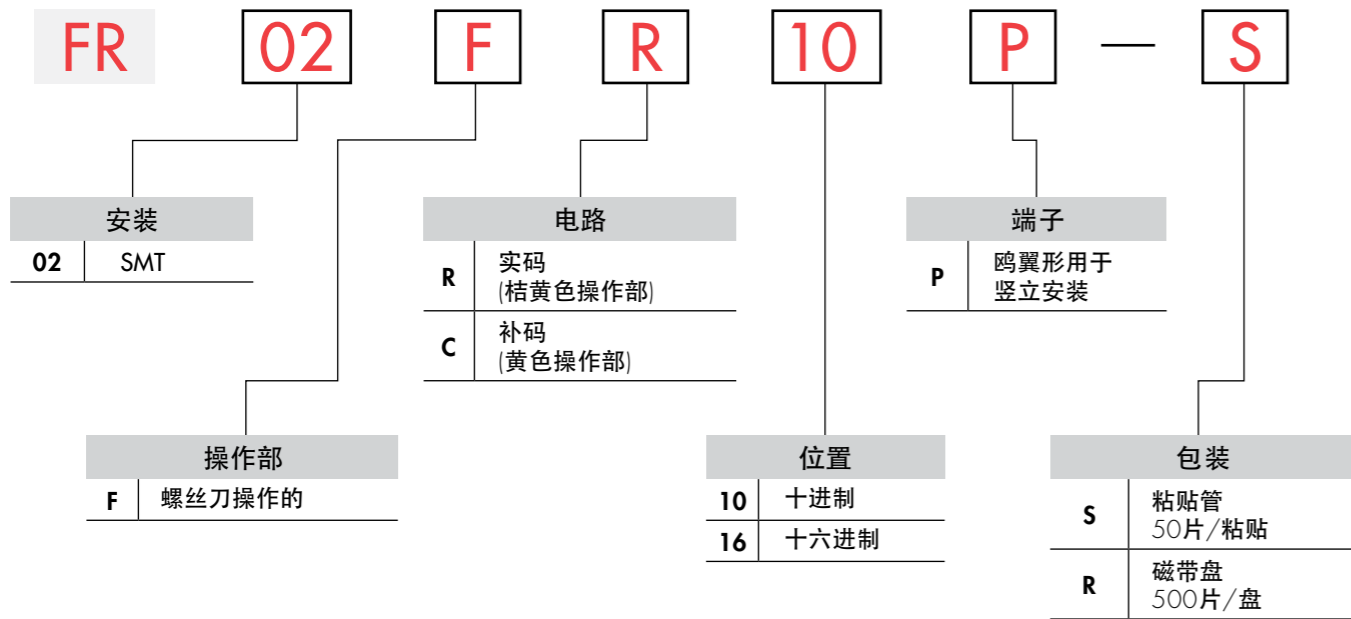 FR 02 F R 10 P — S
安装
02 SMT
电路
R 实码
(桔黄色操作部)
C 补码
(黄色操作部)
端子
P 鸥翼形用于
竖立安装
操作部
F 螺丝刀操作的
位置
10 十进制
16 十六进制
包装
S 粘贴管
50片/粘贴
R 磁带盘
500片/盘